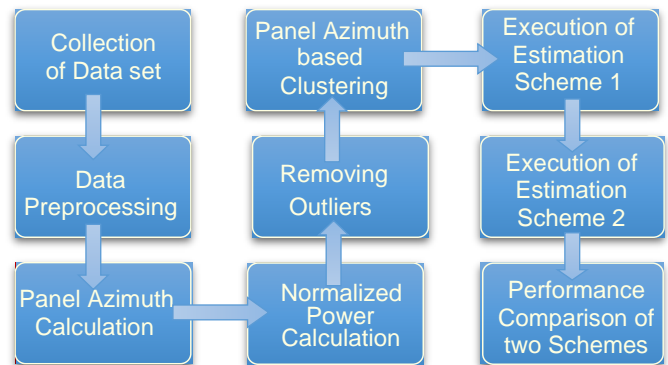 Collection
of Data set
Data
Preprocessing
Panel Azimuth
Calculation
Normalized
Power
Calculation
Removing
Outliers
Panel Azimuth
based
Clustering
Execution of
Estimation
Scheme 1
Execution of
Estimation
Scheme 2
Performance
Comparison of
two Schemes